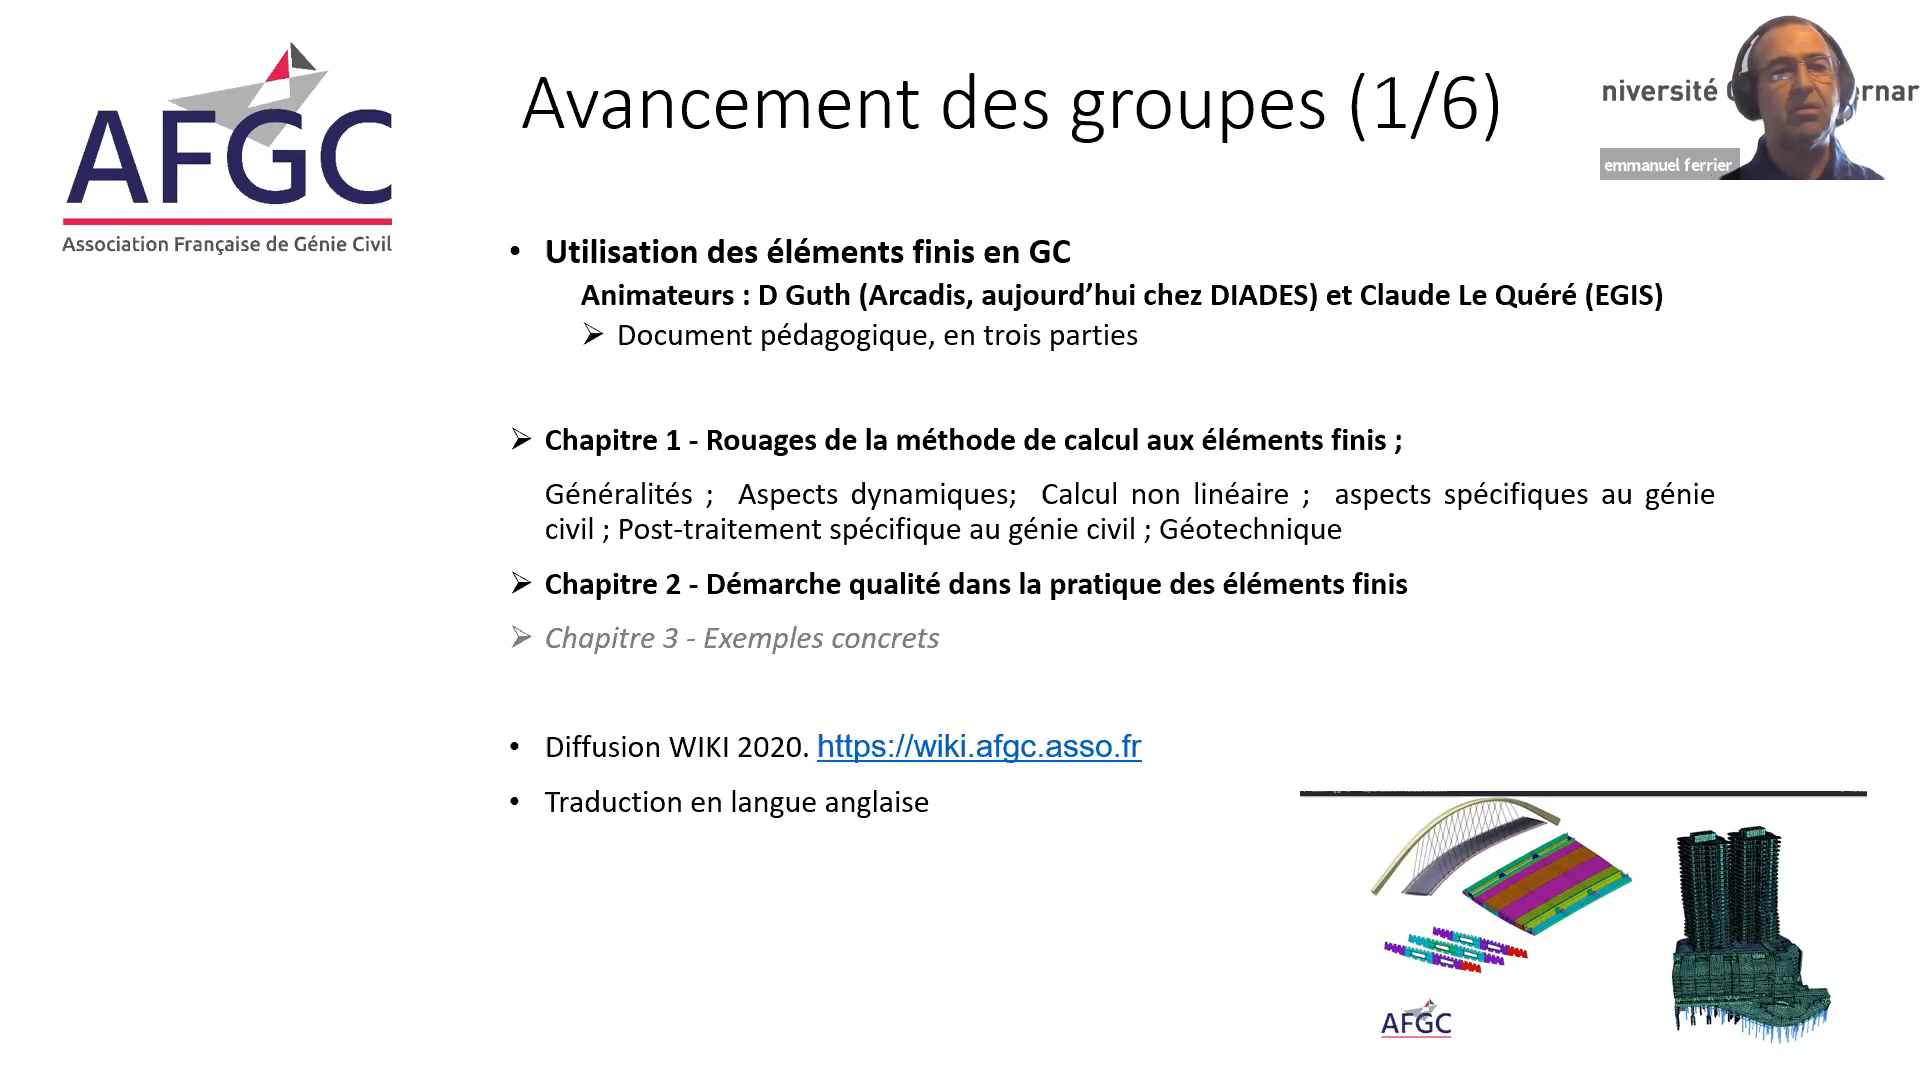 AFGC
Association Française de Génie Civil
Avancement des groupes (1/6)
niversité
ernar
emmanuel ferrier
• Utilisation des éléments finis en GC
Animateurs : D Guth (Arcadis, aujourd’hui chez DIADES) et Claude Le Quéré (EGIS)
➢ Document pédagogique, en trois parties
➢ Chapitre 1 - Rouages de la méthode de calcul aux éléments finis ;
Généralités ; Aspects dynamiques; Calcul non linéaire ; aspects spécifiques au génie
civil ; Post-traitement spécifique au génie civil ; Géotechnique
➢ Chapitre 2 - Démarche qualité dans la pratique des éléments finis
➢ Chapitre 3 - Exemples concrets
• Diffusion WIKI 2020. https://wiki.afgc.asso.fr
• Traduction en langue anglaise
AFGC